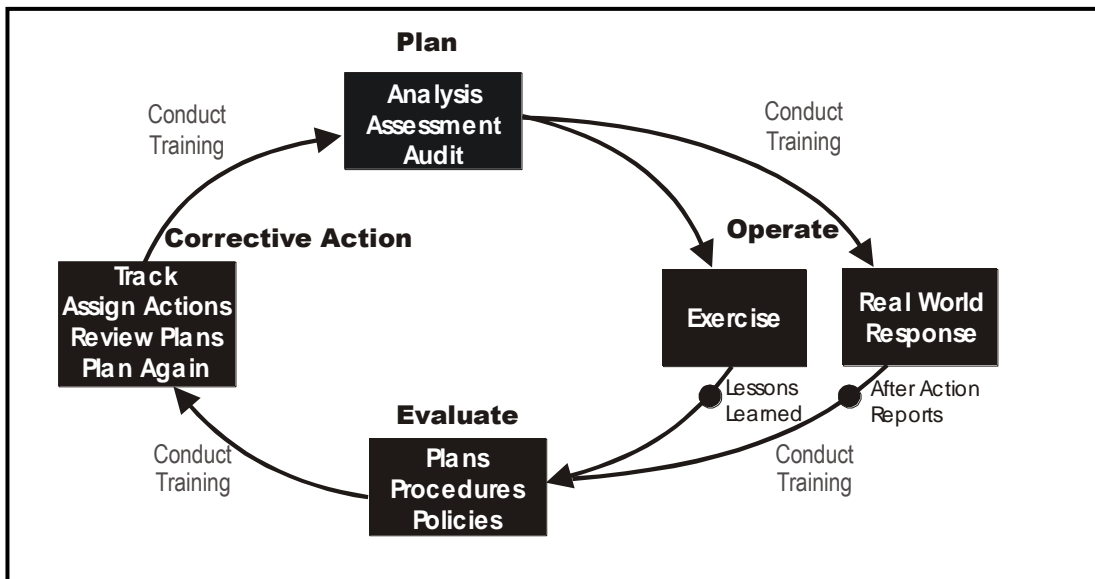 Plan
Analysis
Assessment
Audit
Conduct
Training
Conduct
Training
Corrective Action
Operate
Track
Assign Actions
Review Plans
Plan Again
Exercise
Real World
Response
Lessons
Learned
After Action
Reports
Evaluate
Plans
Procedures
Policies
Conduct
Training
Conduct
Training